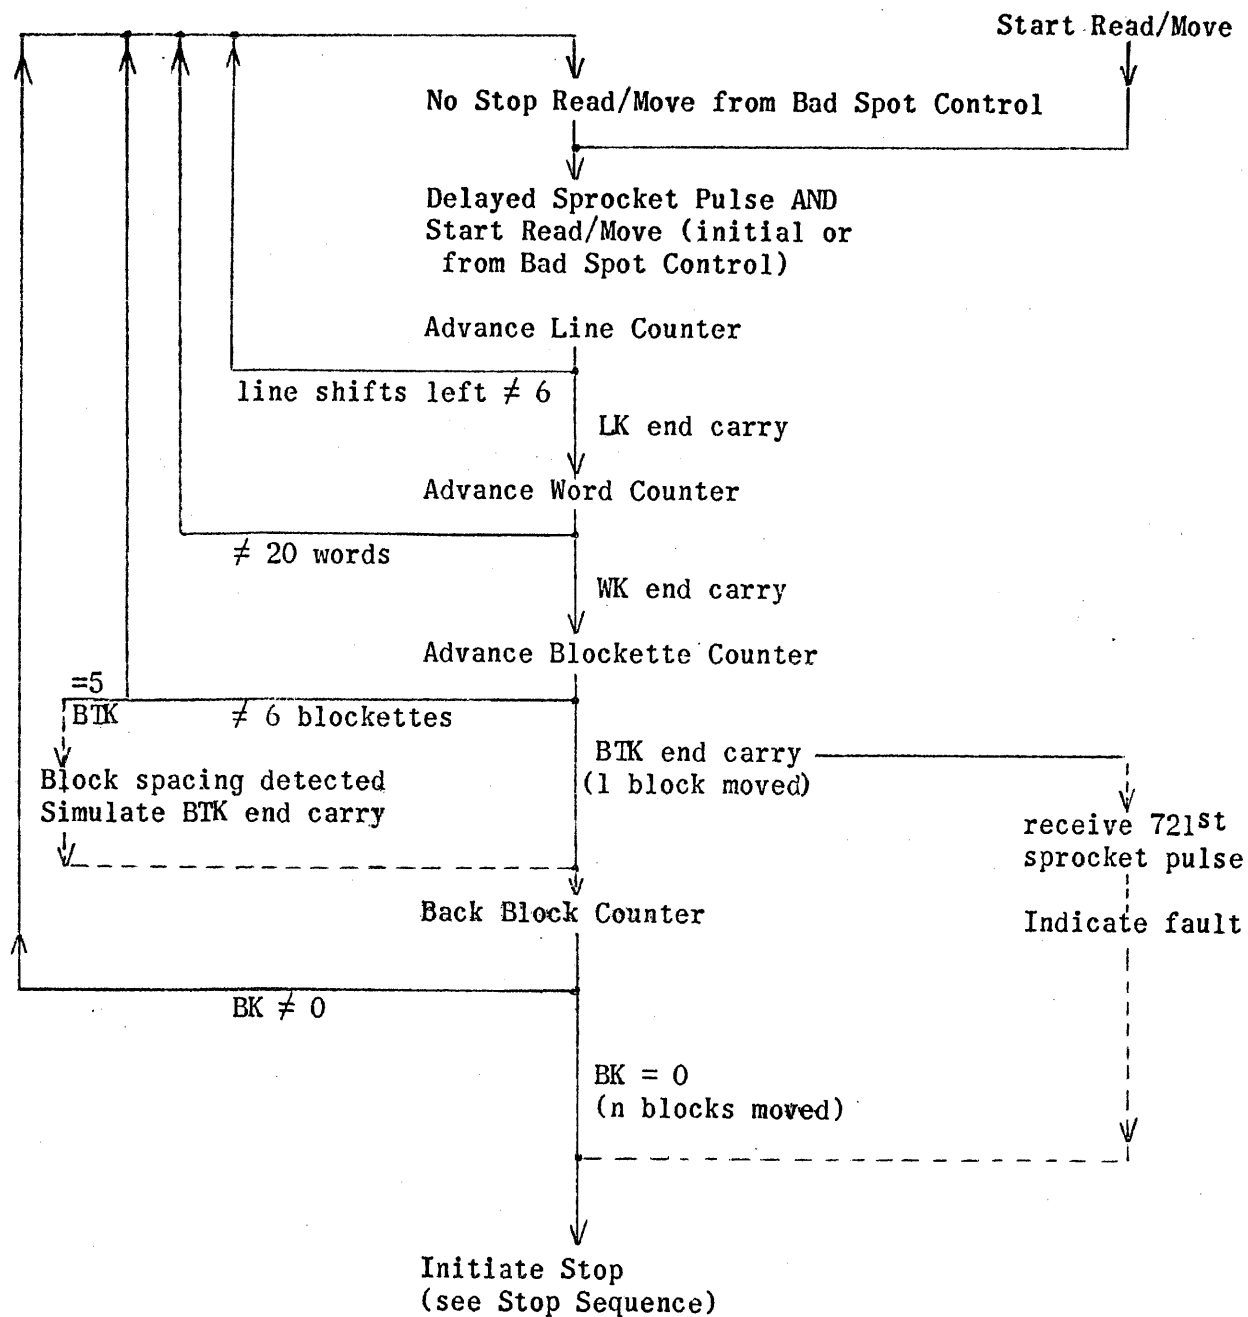 Start Read/Move
No Stop Read/Move from Bad Spot Control
Delayed Sprocket Pulse AND
Start Read/Move (initial or
from Bad Spot Control)
Advance Line Counter
line shifts left ≠ 6
LK end carry
Advance Word Counter
≠ 20 words
WK end carry
Advance Blockette Counter
=5
BTK
≠ 6 blockettes
BTK end carry
(1 block moved)
Block spacing detected
Simulate BTK end carry
receive 721st
sprocket pulse
Back Block Counter
Indicate fault
BK ≠ 0
BK = 0
(n blocks moved)
Initiate Stop
(see Stop Sequence)